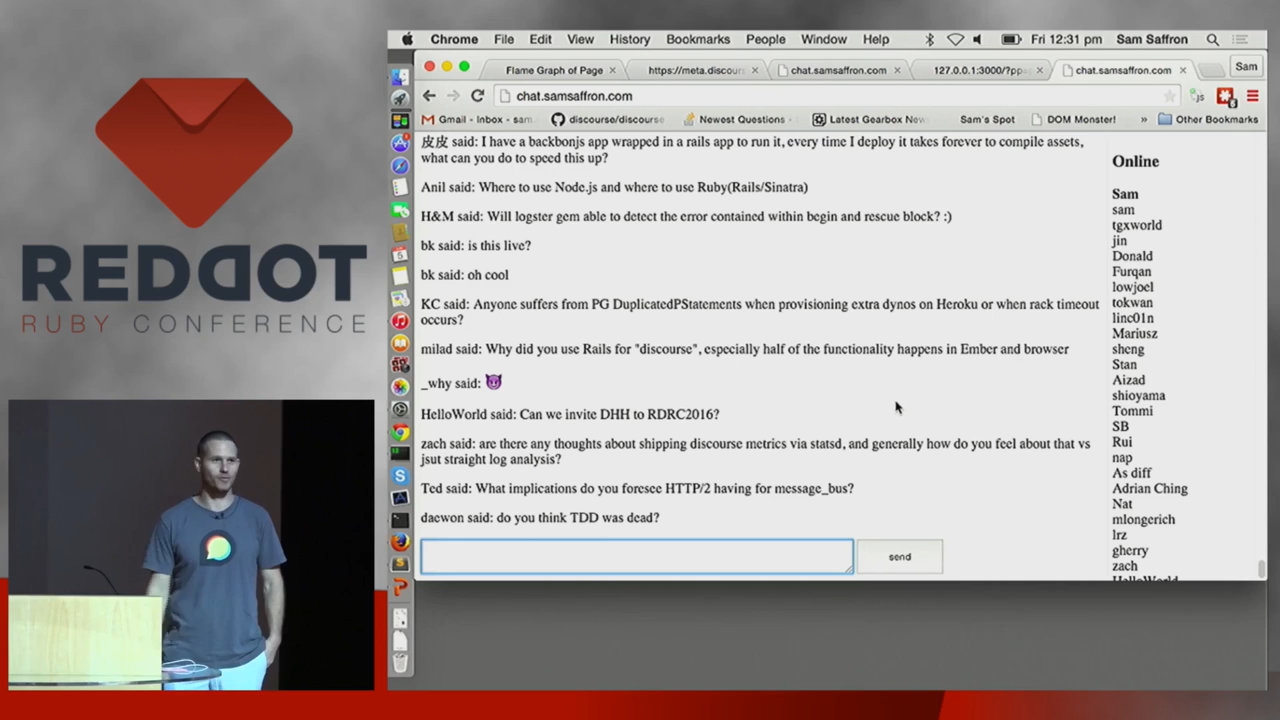 REDDOT
RUBY CONFERENCE
Chrome File Edit View History Bookmarks People Window Help Fri 12:31 pm Sam Saffron
Flame Graph of Page
https://meta.discours
chat.samsaffron.com
127.0.0.1:3000/?pp=
chat.samsaffron.com
Sam
chat.samsaffron.com
Gmail - Inbox - sam.
discourse/discourse
Newest Questions -
Latest Gearbox New
Sam's Spot
DOM Monster!
»
Other Bookmarks
皮皮 said: I have a backbonjs app wrapped in a rails app to run it, every time I deploy it takes forever to compile assets,
what can you do to speed this up?
Anil said: Where to use Node.js and where to use Ruby(Rails/Sinatra)
H&M said: Will logster gem able to detect the error contained within begin and rescue block? :)
bk said: is this live?
bk said: oh cool
KC said: Anyone suffers from PG DuplicatedPStatements when provisioning extra dynos on Heroku or when rack timeout
occurs?
milad said: Why did you use Rails for "discourse", especially half of the functionality happens in Ember and browser
_why said: 😈
HelloWorld said: Can we invite DHH to RDRC2016?
zach said: are there any thoughts about shipping discourse metrics via statsd, and generally how do you feel about that vs
jsut straight log analysis?
Ted said: What implications do you foresee HTTP/2 having for message_bus?
daewon said: do you think TDD was dead?
send
Online
Sam
sam
tgxworld
jin
Donald
Furqan
lowjoel
tokwan
linc01n
Mariusz
sheng
Stan
Aizad
shioyama
Tommi
SB
Rui
nap
As diff
Adrian Ching
Nat
mlongerich
lrz
gherry
zach
HelloWorld